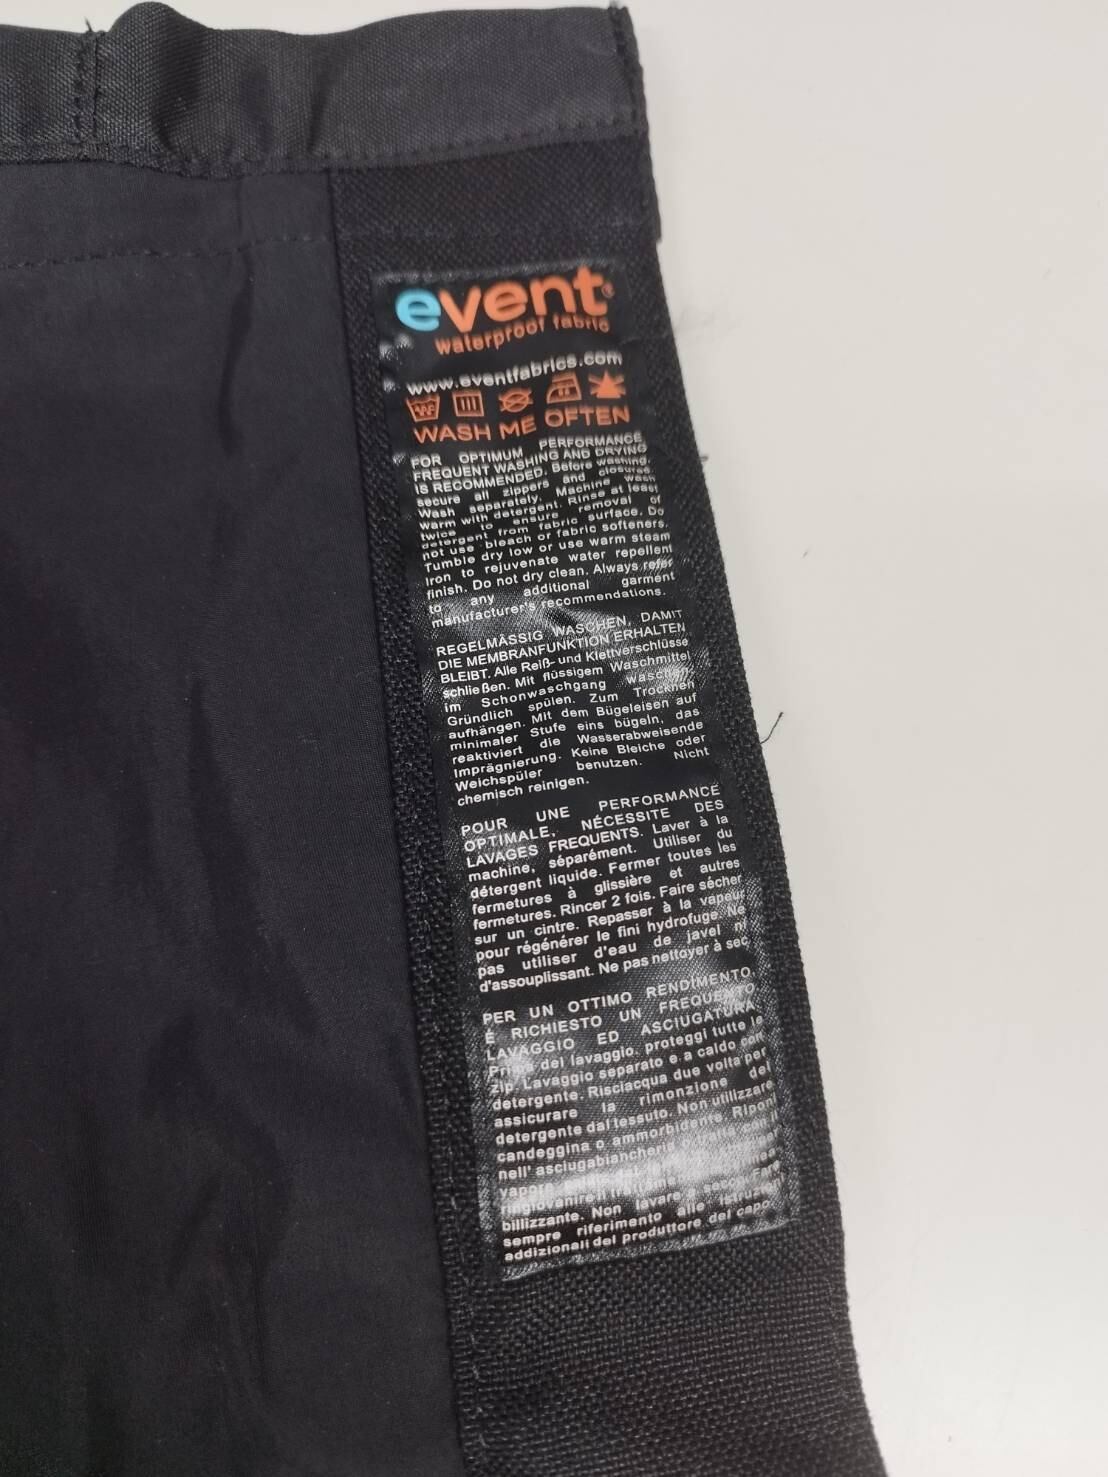 event
waterproof fabric
www.eventfabrics.com
WASH ME OFTEN
FOR OPTIMUM PERFORMANCE
FREQUENT WASHING AND DRYING
IS RECOMMENDED. Before washing,
secure all zippers and closures.
Wash separately. Machine wash
warm with detergent. Rinse at least
twice to ensure removal of
detergent from fabric surface. Do
not use bleach or fabric softeners.
Tumble dry low or use warm steam
iron to rejuvenate water repellent
finish. Do not dry clean. Always refer
to any additional garment
manufacturer's recommendations.
REGELMÄSSIG WASCHEN, DAMIT
DIE MEMBRANFUNKTION ERHALTEN
BLEIBT. Alle Reiß- und Klettverschlüsse
schließen. Mit flüssigem Waschmittel
im Schonwaschgang waschen.
Gründlich spülen. Zum Trocknen
aufhängen. Mit dem Bügeleisen auf
minimaler Stufe eins bügeln, das
reaktiviert die Wasserabweisende
Imprägnierung. Keine Bleiche oder
Weichspüler benutzen. Nicht
chemisch reinigen.
POUR UNE PERFORMANCE
OPTIMALE, NÉCESSITE DES
LAVAGES FREQUENTS. Laver à la
machine, séparément. Utiliser du
détergent liquide. Fermer toutes les
fermetures à glissière et autres
fermetures. Rincer 2 fois. Faire sécher
sur un cintre. Repasser à la vapeur
pour régénérer le fini hydrofuge. Ne
pas utiliser d'eau de javel ni
d'assouplissant. Ne pas nettoyer à sec
PER UN OTTIMO RENDIMENTO,
È RICHIESTO UN FREQUENTO
LAVAGGIO ED ASCIUGATURA.
del lavaggio, proteggi tutte le
zip. Lavaggio separato e a caldo con
detergente. Risciacqua due volta per
assicurare la rimonzione del
detergente dal tessuto. Non utilizzare
candeggina o ammorbidente. Riponi
nell' asciugabiancheria
billizzante. Non lavare
sempre riferimento alle
addizionali del produttore del capo